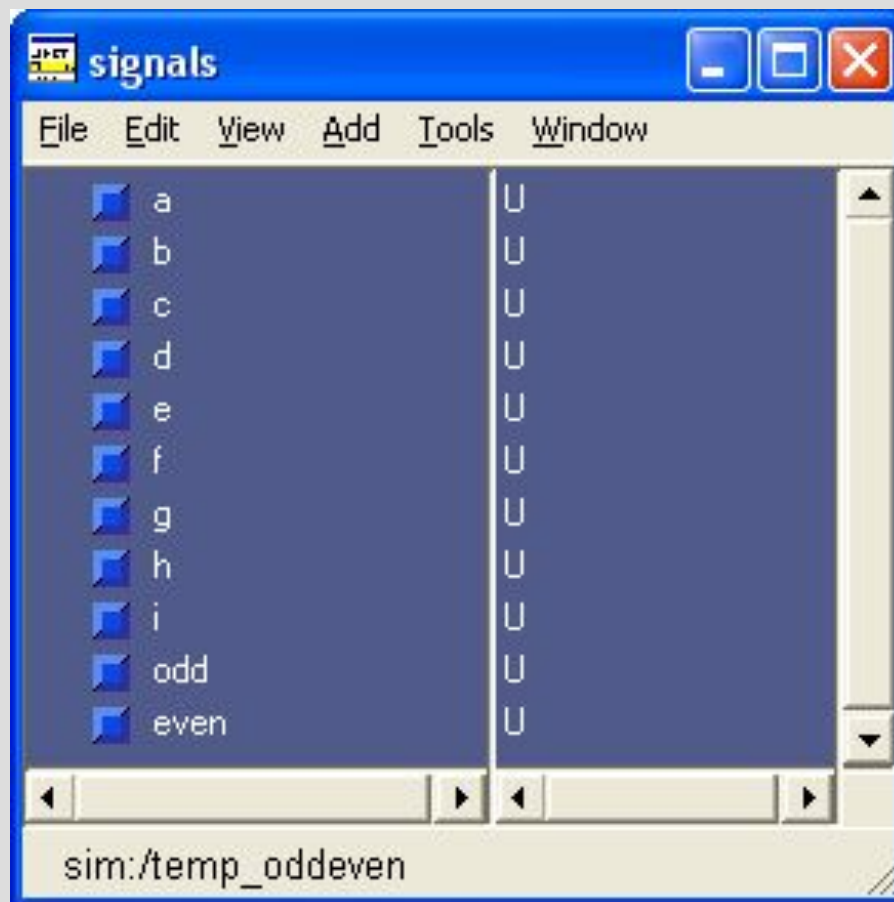 signals
File Edit View Add Tools Window
a U
b U
c U
d U
e U
f U
g U
h U
i U
odd U
even U
sim:/temp_oddeven